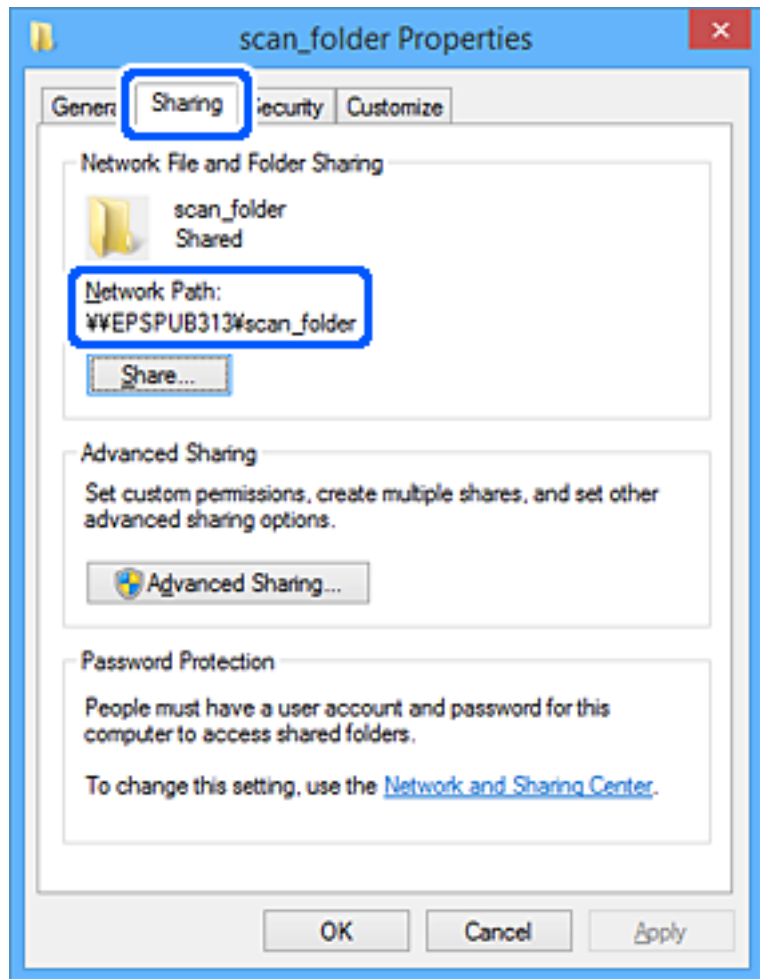 scan_folder Properties
General Sharing Security Customize
Network File and Folder Sharing
scan_folder
Shared
Network Path:
¥¥EPSPUB313¥scan_folder
Share...
Advanced Sharing
Set custom permissions, create multiple shares, and set other
advanced sharing options.
Advanced Sharing...
Password Protection
People must have a user account and password for this
computer to access shared folders.
To change this setting, use the Network and Sharing Center.
OK Cancel Apply